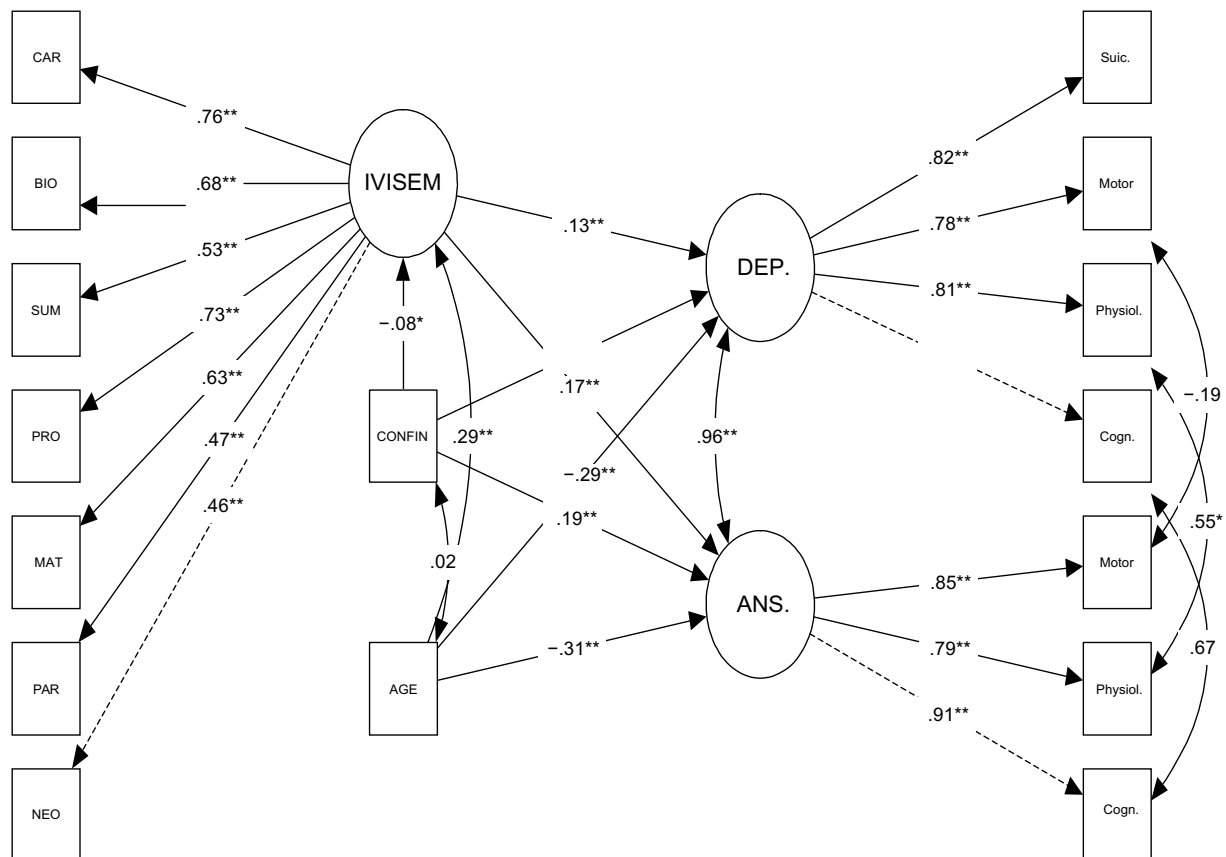 CAR
Suic.
.76**
BIO
.68**
IVISEM
.82**
Motor
.13**
.78**
.53**
DEP.
SUM
.81**
Physiol.
−.08*
.73**
.63**
.17**
−.19
PRO
.47**
CONFIN
.29**
.96**
Cogn.
−.29**
.46**
.19**
.55*
MAT
.02
Motor
.85**
ANS.
−.31**
.79**
.67
PAR
AGE
Physiol.
.91**
NEO
Cogn.